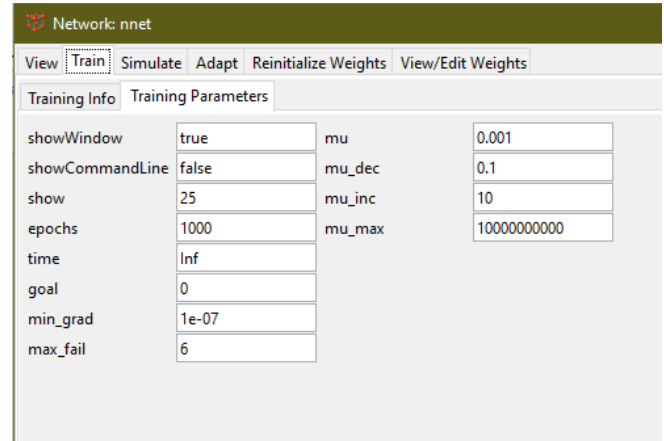 Network: nnet
View Train Simulate Adapt Reinitialize Weights View/Edit Weights
Training Info Training Parameters
showWindow true mu 0.001
showCommandLine false mu_dec 0.1
show 25 mu_inc 10
epochs 1000 mu_max 10000000000
time Inf
goal 0
min_grad 1e-07
max_fail 6